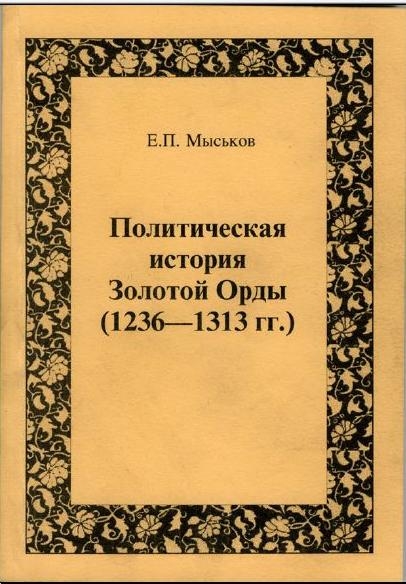 Е.П. Мыськов
Политическая
история
Золотой Орды
(1236—1313 гг.)